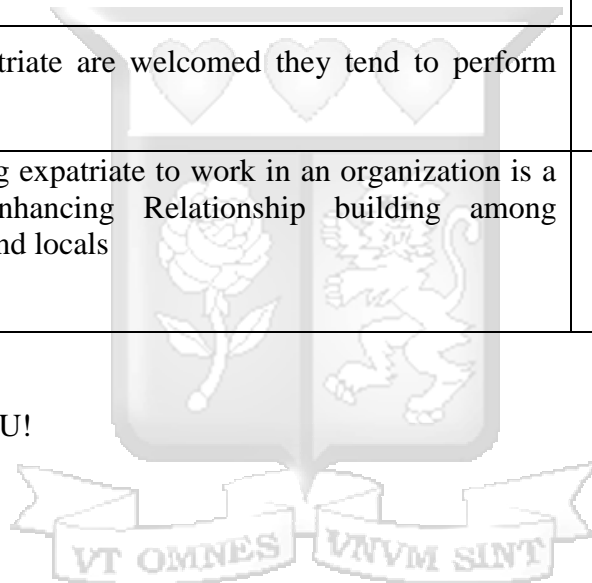 triate are welcomed they tend to perform
g expatriate to work in an organization is a
nhancing Relationship building among
nd locals
U!
VT OMNES VNVM SINT